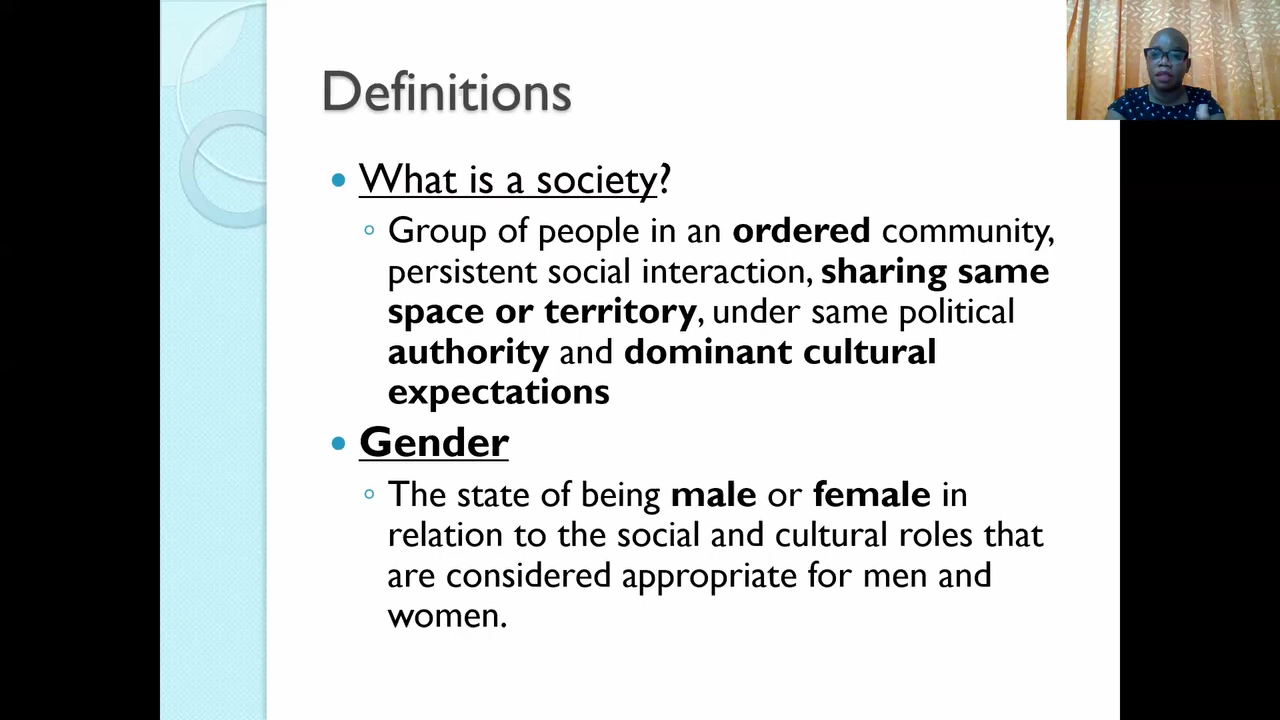 Definitions
What is a society?
Group of people in an ordered community,
persistent social interaction, sharing same
space or territory, under same political
authority and dominant cultural
expectations
Gender
The state of being male or female in
relation to the social and cultural roles that
are considered appropriate for men and
women.